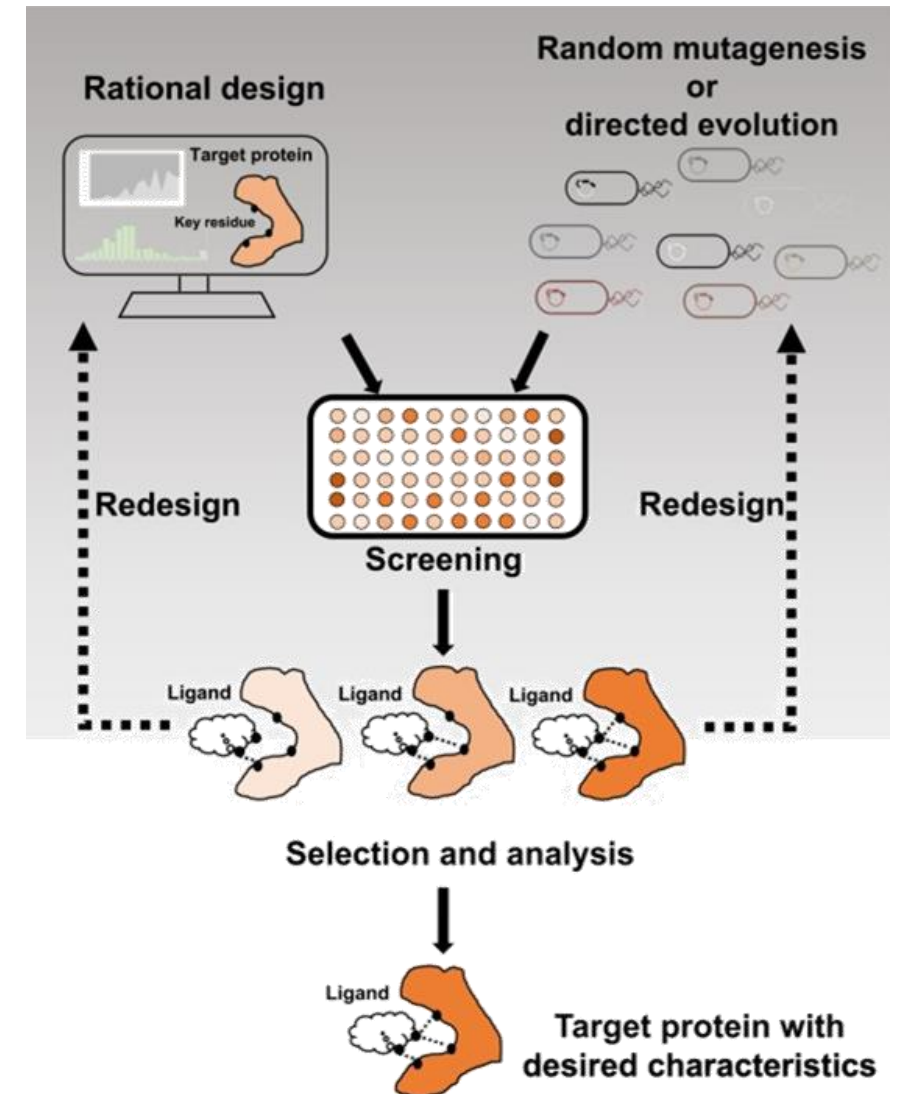 Rational design
Random mutagenesis
or
directed evolution
Target protein
Key residue
Redesign
Redesign
Screening
Ligand
Ligand
Ligand
Selection and analysis
Ligand
Target protein with
desired characteristics